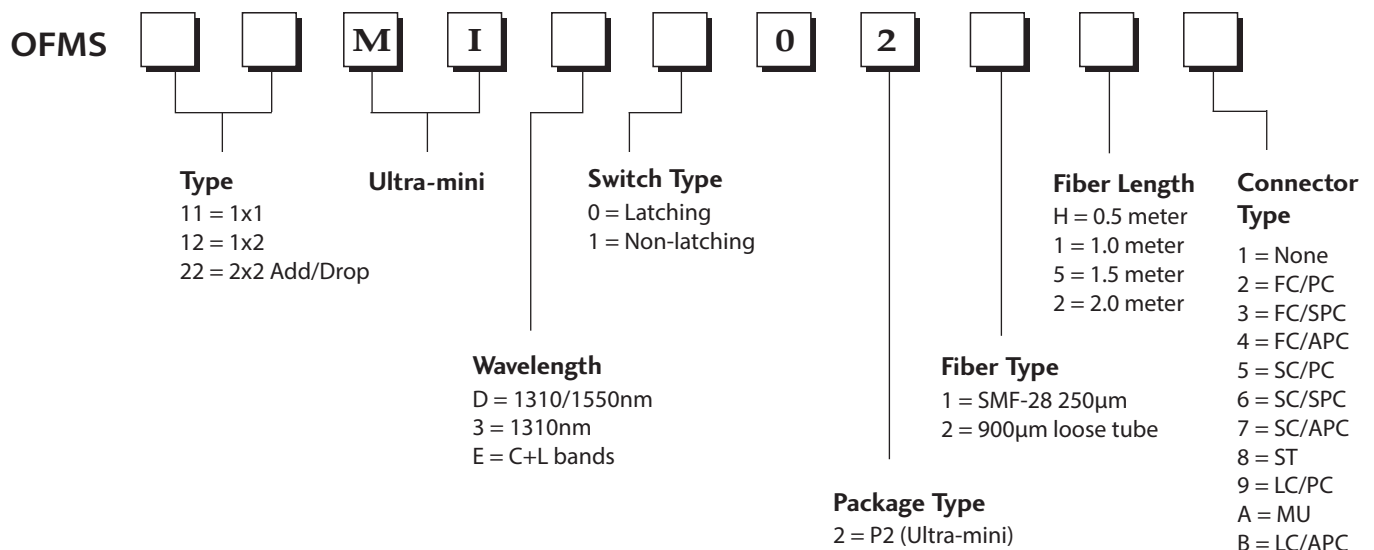 OFMS M I 0 2
Type
11 = 1x1
12 = 1x2
22 = 2x2 Add/Drop
Ultra-mini
Wavelength
D = 1310/1550nm
3 = 1310nm
E = C+L bands
Switch Type
0 = Latching
1 = Non-latching
Package Type
2 = P2 (Ultra-mini)
Fiber Type
1 = SMF-28 250µm
2 = 900µm loose tube
Fiber Length
H = 0.5 meter
1 = 1.0 meter
5 = 1.5 meter
2 = 2.0 meter
Connector
Type
1 = None
2 = FC/PC
3 = FC/SPC
4 = FC/APC
5 = SC/PC
6 = SC/SPC
7 = SC/APC
8 = ST
9 = LC/PC
A = MU
B = LC/APC